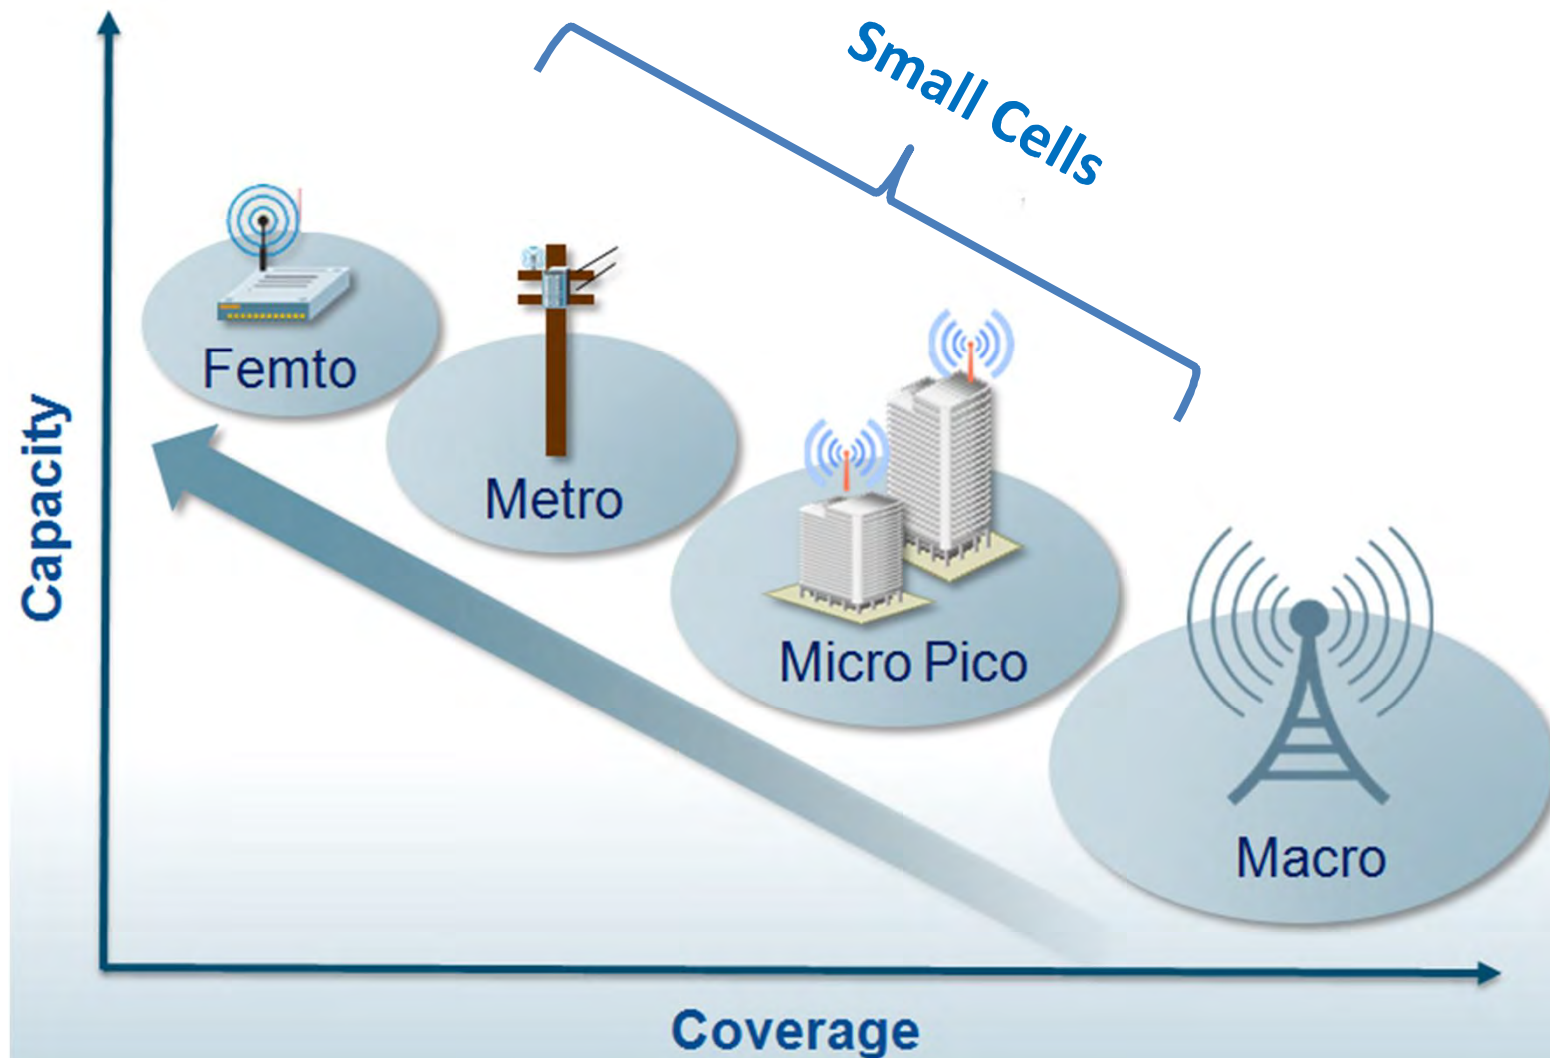 Small Cells
Femto
Metro
Micro Pico
Macro
Capacity
Coverage